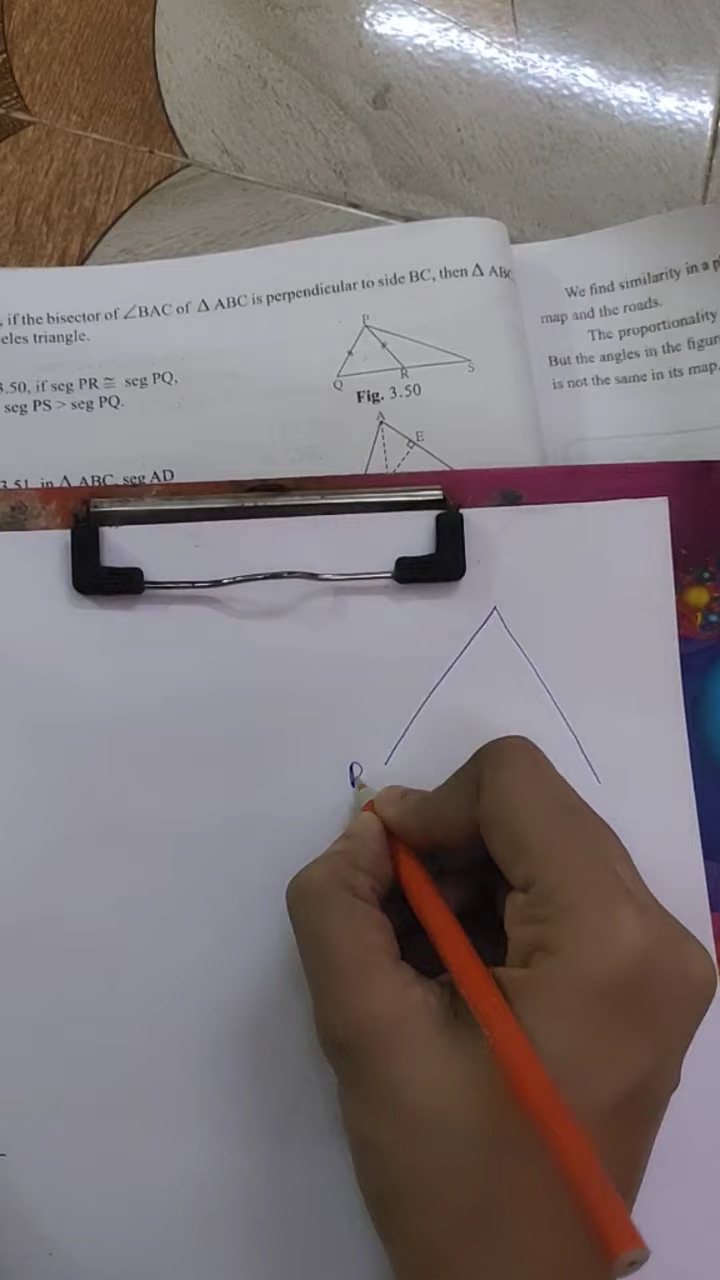 , if the bisector of ∠BAC of Δ ABC is perpendicular to side BC, then Δ ABC
eles triangle.
3.50, if seg PR ≅ seg PQ,
seg PS > seg PQ.
P
Q
R
S
Fig. 3.50
A
E
3.51, in Δ ABC, seg AD
We find similarity in a p
map and the roads.
The proportionality
But the angles in the figur
is not the same in its map.